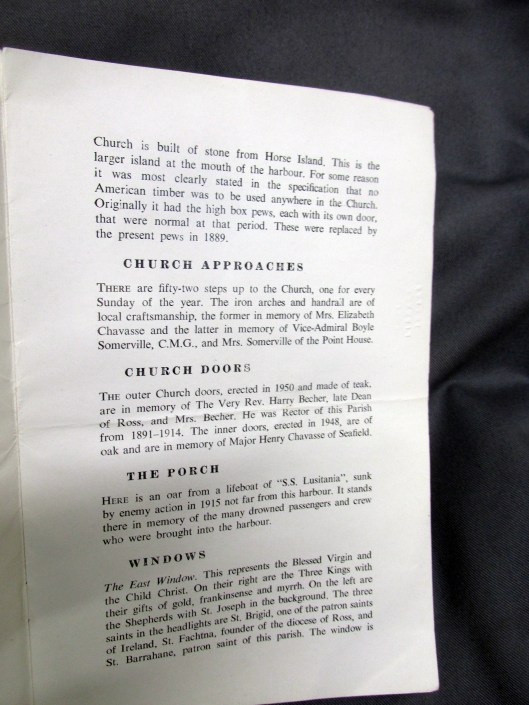 Church is built of stone from Horse Island. This is the
larger island at the mouth of the harbour. For some reason
it was most clearly stated in the specification that no
American timber was to be used anywhere in the Church.
Originally it had the high box pews, each with its own door,
that were normal at that period. These were replaced by
the present pews in 1889.
CHURCH APPROACHES
THERE are fifty-two steps up to the Church, one for every
Sunday of the year. The iron arches and handrail are of
local craftsmanship, the former in memory of Mrs. Elizabeth
Chavasse and the latter in memory of Vice-Admiral Boyle
Somerville, C.M.G., and Mrs. Somerville of the Point House.
CHURCH DOORS
THE outer Church doors, erected in 1950 and made of teak,
are in memory of The Very Rev. Harry Becher, late Dean
of Ross, and Mrs. Becher. He was Rector of this Parish
from 1891-1914. The inner doors, erected in 1948, are of
oak and are in memory of Major Henry Chavasse of Seafield.
THE PORCH
HERE is an oar from a lifeboat of "S.S. Lusitania", sunk
by enemy action in 1915 not far from this harbour. It stands
there in memory of the many drowned passengers and crew
who were brought into the harbour.
WINDOWS
The East Window. This represents the Blessed Virgin and
the Child Christ. On their right are the Three Kings with
their gifts of gold, frankinsense and myrrh. On the left are
the Shepherds with St. Joseph in the background. The three
saints in the headlights are St. Brigid, one of the patron saints
of Ireland, St. Fachtna, founder of the diocese of Ross, and
St. Barrahane, patron saint of this parish. The window is